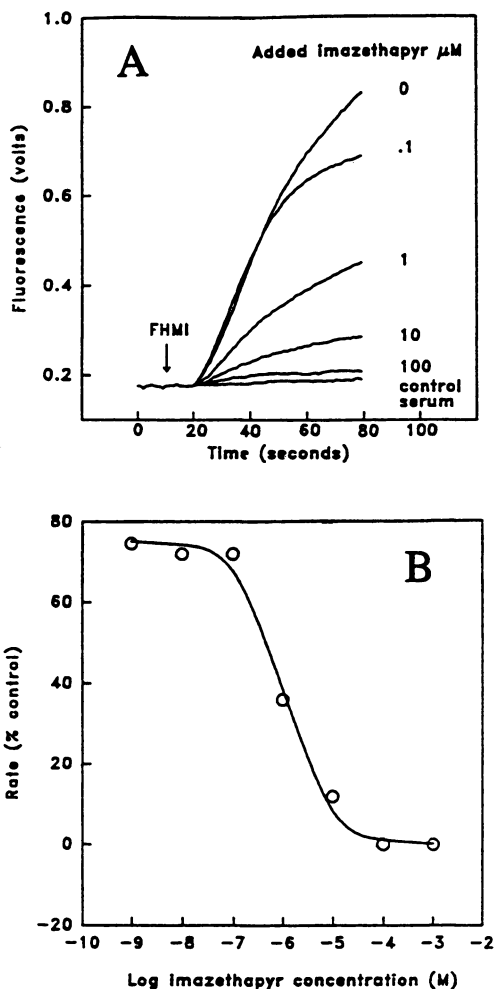 A
Added imazethapyr μM
1.0
0.8
0.6
0.4
0.2
Fluorescence (volts)
0
.1
1
10
100
control
serum
FHMI
0 20 40 60 80 100
Time (seconds)
B
80
60
40
20
0
-20
Rate (% control)
-10 -9 -8 -7 -6 -5 -4 -3 -2
Log imazethapyr concentration (M)